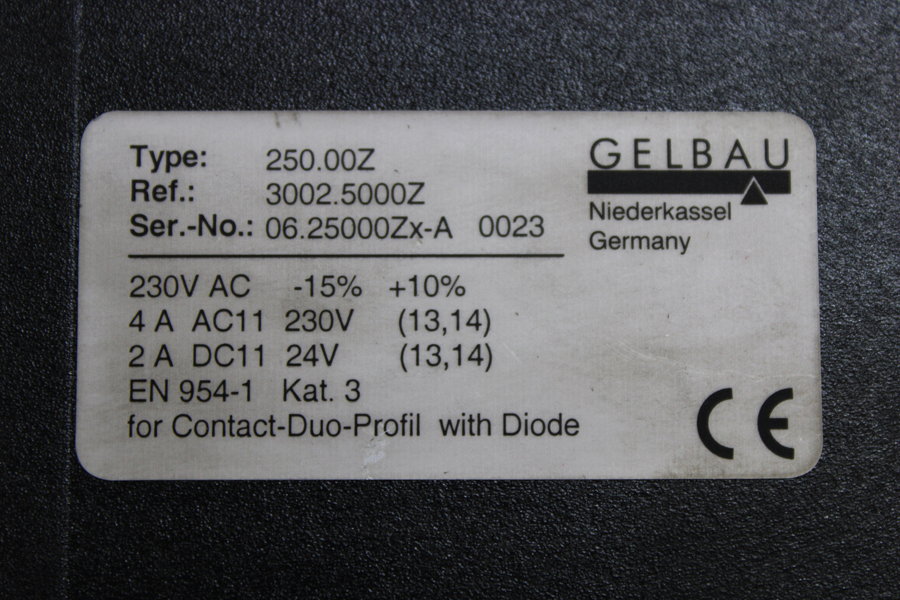 Type: 250.00Z
Ref.: 3002.5000Z
Ser.-No.: 06.25000Zx-A 0023
GELBAU
Niederkassel
Germany
230V AC -15% +10%
4 A AC11 230V (13,14)
2 A DC11 24V (13,14)
EN 954-1 Kat. 3
for Contact-Duo-Profil with Diode
CE